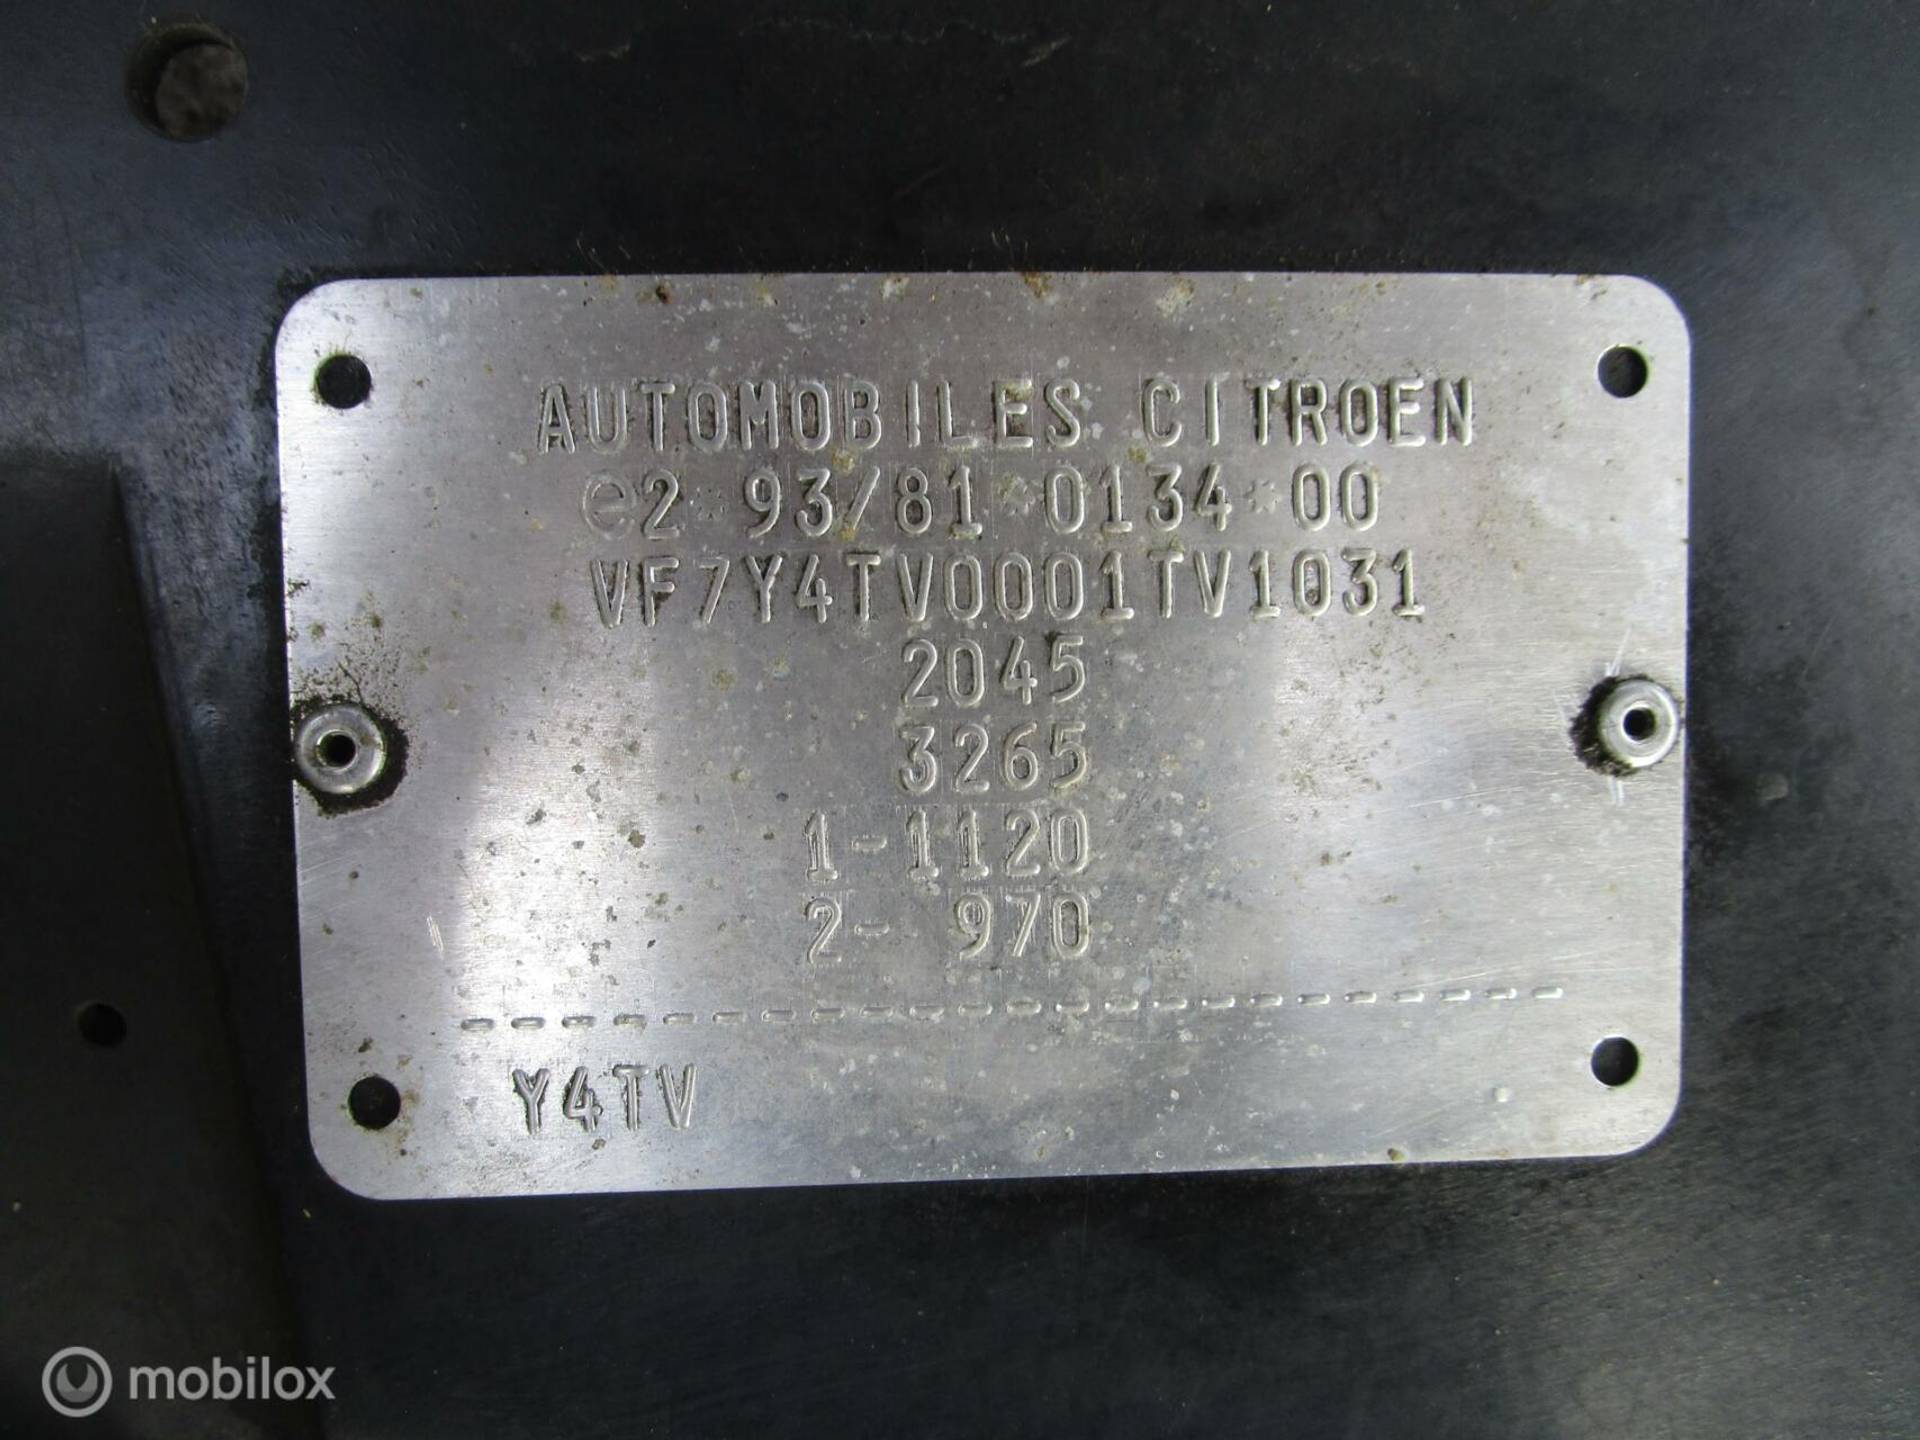 AUTOMOBILES CITROEN
e2*93/81*0134*00
VF7Y4TV0001TV1031
2045
3265
1-1120
2- 970
----------------------
Y4TV
mobilox